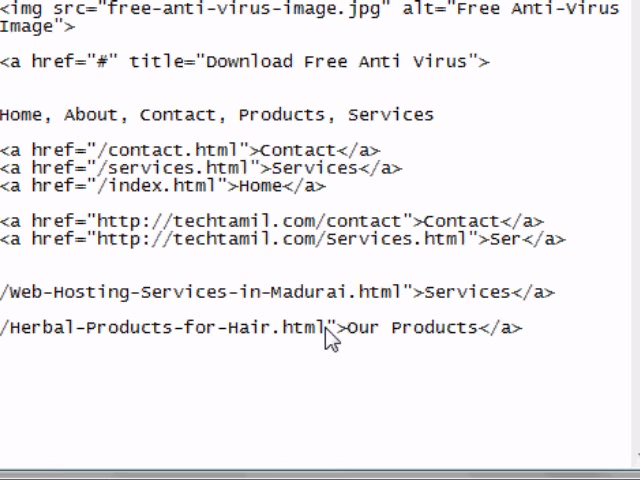 <img src="free-anti-virus-image.jpg" alt="Free Anti-Virus
Image">
<a href="#" title="Download Free Anti Virus">
Home, About, Contact, Products, Services
<a href="/contact.html">Contact</a>
<a href="/services.html">Services</a>
<a href="/index.html">Home</a>
<a href="http://techtamil.com/contact">Contact</a>
<a href="http://techtamil.com/Services.html">Ser</a>
/Web-Hosting-Services-in-Madurai.html">Services</a>
/Herbal-Products-for-Hair.html">Our Products</a>